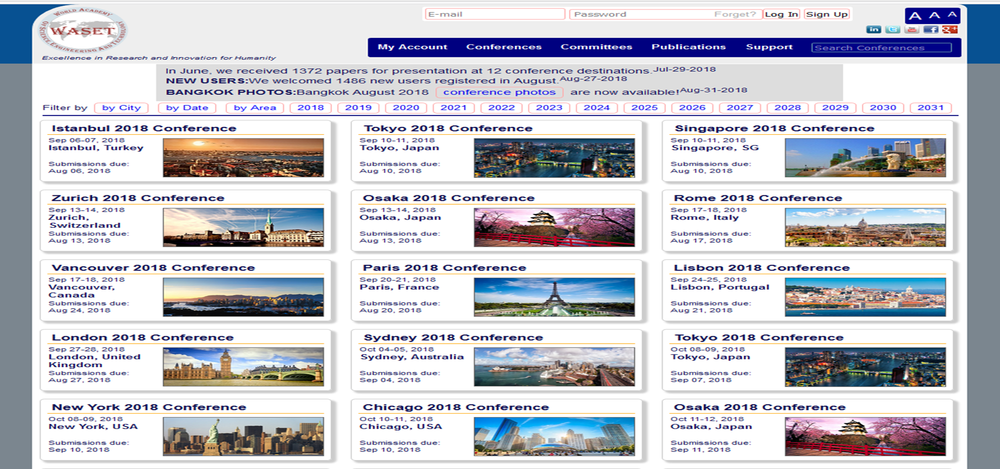 WORLD ACADEMY
OF SCIENCE, ENGINEERING AND TECHNOLOGY
WASET
Excellence in Research and Innovation for Humanity
E-mail Password Forget? Log In Sign Up A A A
My Account Conferences Committees Publications Support Search Conferences
In June, we received 1372 papers for presentation at 12 conference destinations.Jul-29-2018
NEW USERS:We welcomed 1486 new users registered in August.Aug-27-2018
BANGKOK PHOTOS:Bangkok August 2018 conference photos are now available!Aug-31-2018
Filter by by City by Date by Area 2018 2019 2020 2021 2022 2023 2024 2025 2026 2027 2028 2029 2030 2031
Istanbul 2018 Conference
Sep 06-07, 2018
Istanbul, Turkey
Submissions due:
Aug 06, 2018
Tokyo 2018 Conference
Sep 10-11, 2018
Tokyo, Japan
Submissions due:
Aug 10, 2018
Singapore 2018 Conference
Sep 10-11, 2018
Singapore, SG
Submissions due:
Aug 10, 2018
Zurich 2018 Conference
Sep 13-14, 2018
Zurich,
Switzerland
Submissions due:
Aug 13, 2018
Osaka 2018 Conference
Sep 13-14, 2018
Osaka, Japan
Submissions due:
Aug 13, 2018
Rome 2018 Conference
Sep 17-18, 2018
Rome, Italy
Submissions due:
Aug 17, 2018
Vancouver 2018 Conference
Sep 17-18, 2018
Vancouver,
Canada
Submissions due:
Aug 24, 2018
Paris 2018 Conference
Sep 20-21, 2018
Paris, France
Submissions due:
Aug 20, 2018
Lisbon 2018 Conference
Sep 24-25, 2018
Lisbon, Portugal
Submissions due:
Aug 21, 2018
London 2018 Conference
Sep 27-28, 2018
London, United
Kingdom
Submissions due:
Aug 27, 2018
Sydney 2018 Conference
Oct 04-05, 2018
Sydney, Australia
Submissions due:
Sep 04, 2018
Tokyo 2018 Conference
Oct 08-09, 2018
Tokyo, Japan
Submissions due:
Sep 07, 2018
New York 2018 Conference
Oct 08-09, 2018
New York, USA
Submissions due:
Sep 10, 2018
Chicago 2018 Conference
Oct 10-11, 2018
Chicago, USA
Submissions due:
Sep 10, 2018
Osaka 2018 Conference
Oct 11-12, 2018
Osaka, Japan
Submissions due:
Sep 11, 2018